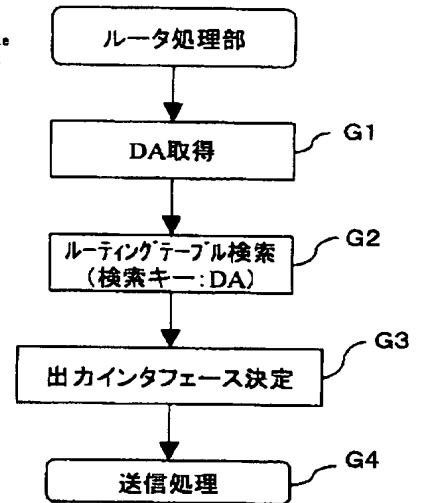 ルータ処理部
DA取得
G1
ルーティングテーブル検索
(検索キー:DA)
G2
出力インタフェース決定
G3
送信処理
G4